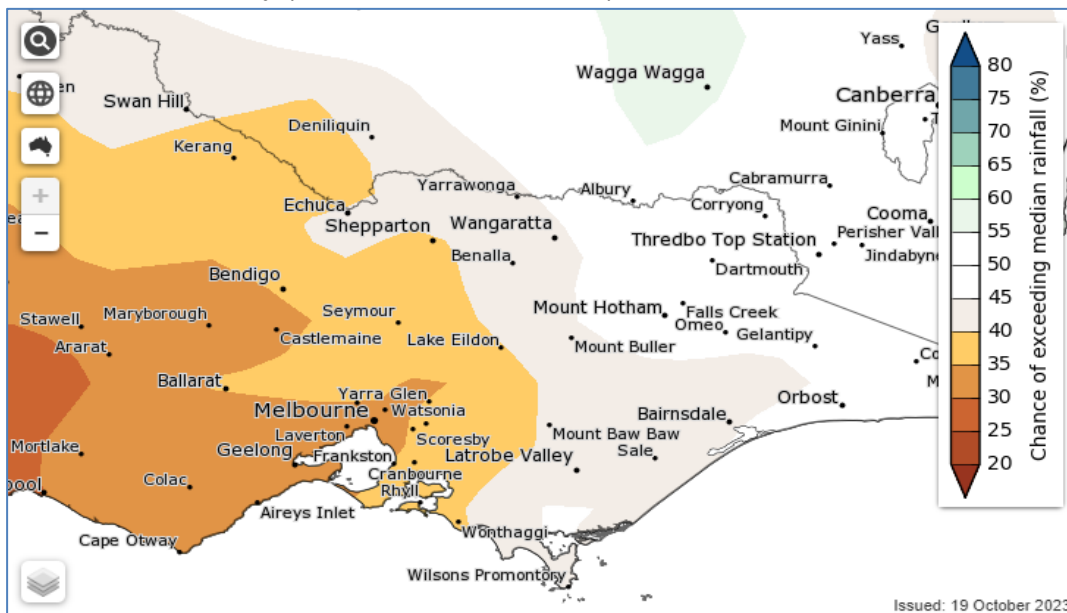 Yass
Wagga Wagga
Canberra
Swan Hill
Deniliquin
Mount Ginini
Kerang
Yarrawonga
Albury
Cabramurra
Echuca
Corryong
Cooma
Shepparton
Wangaratta
Thredbo Top Station
Perisher Vall
Benalla
Jindabyne
Dartmouth
Bendigo
Mount Hotham
Falls Creek
Stawell
Maryborough
Seymour
Omeo
Gelantipy
Castlemaine
Lake Eildon
Mount Buller
Ararat
Ballarat
Yarra Glen
Orbost
Melbourne
Watsonia
Bairnsdale
Laverton
Scoresby
Mount Baw Baw
Mortlake
Geelong
Frankston
Latrobe Valley
Sale
Cranbourne
Colac
Rhyll
pool
Aireys Inlet
Wonthaggi
Cape Otway
Wilsons Promontory
80
75
70
65
60
55
50
45
40
35
30
25
20
Chance of exceeding median rainfall (%)
Issued: 19 October 2023